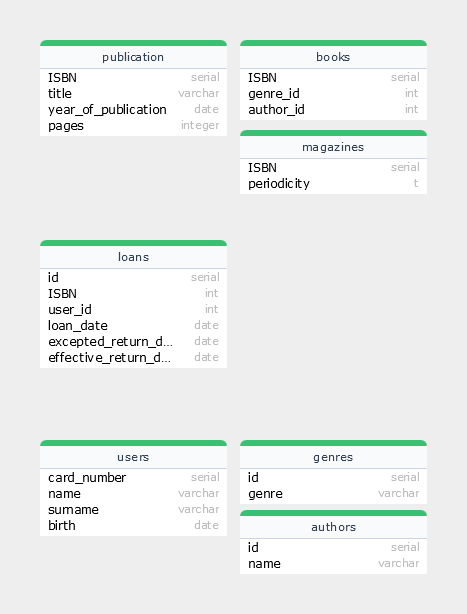 publication
ISBN serial
title varchar
year_of_publication date
pages integer
books
ISBN serial
genre_id int
author_id int
magazines
ISBN serial
periodicity t
loans
id serial
ISBN int
user_id int
loan_date date
excepted_return_d... date
effective_return_d... date
users
card_number serial
name varchar
surname varchar
birth date
genres
id serial
genre varchar
authors
id serial
name varchar